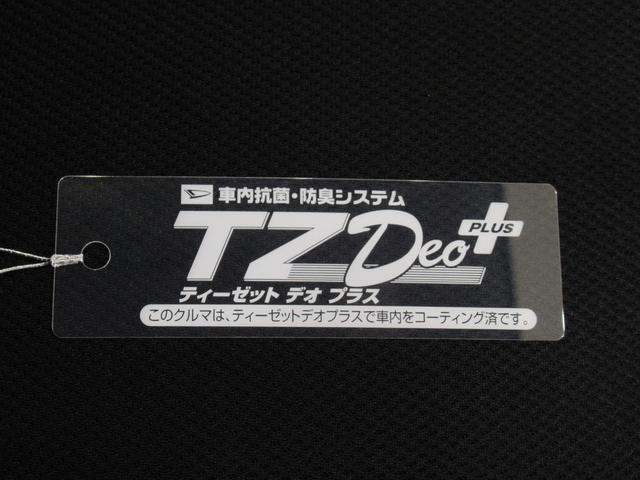 車内抗菌・防臭システム
TZ Deo PLUS
ティーゼット デオ プラス
このクルマは、ティーゼットデオプラスで車内をコーティング済です。